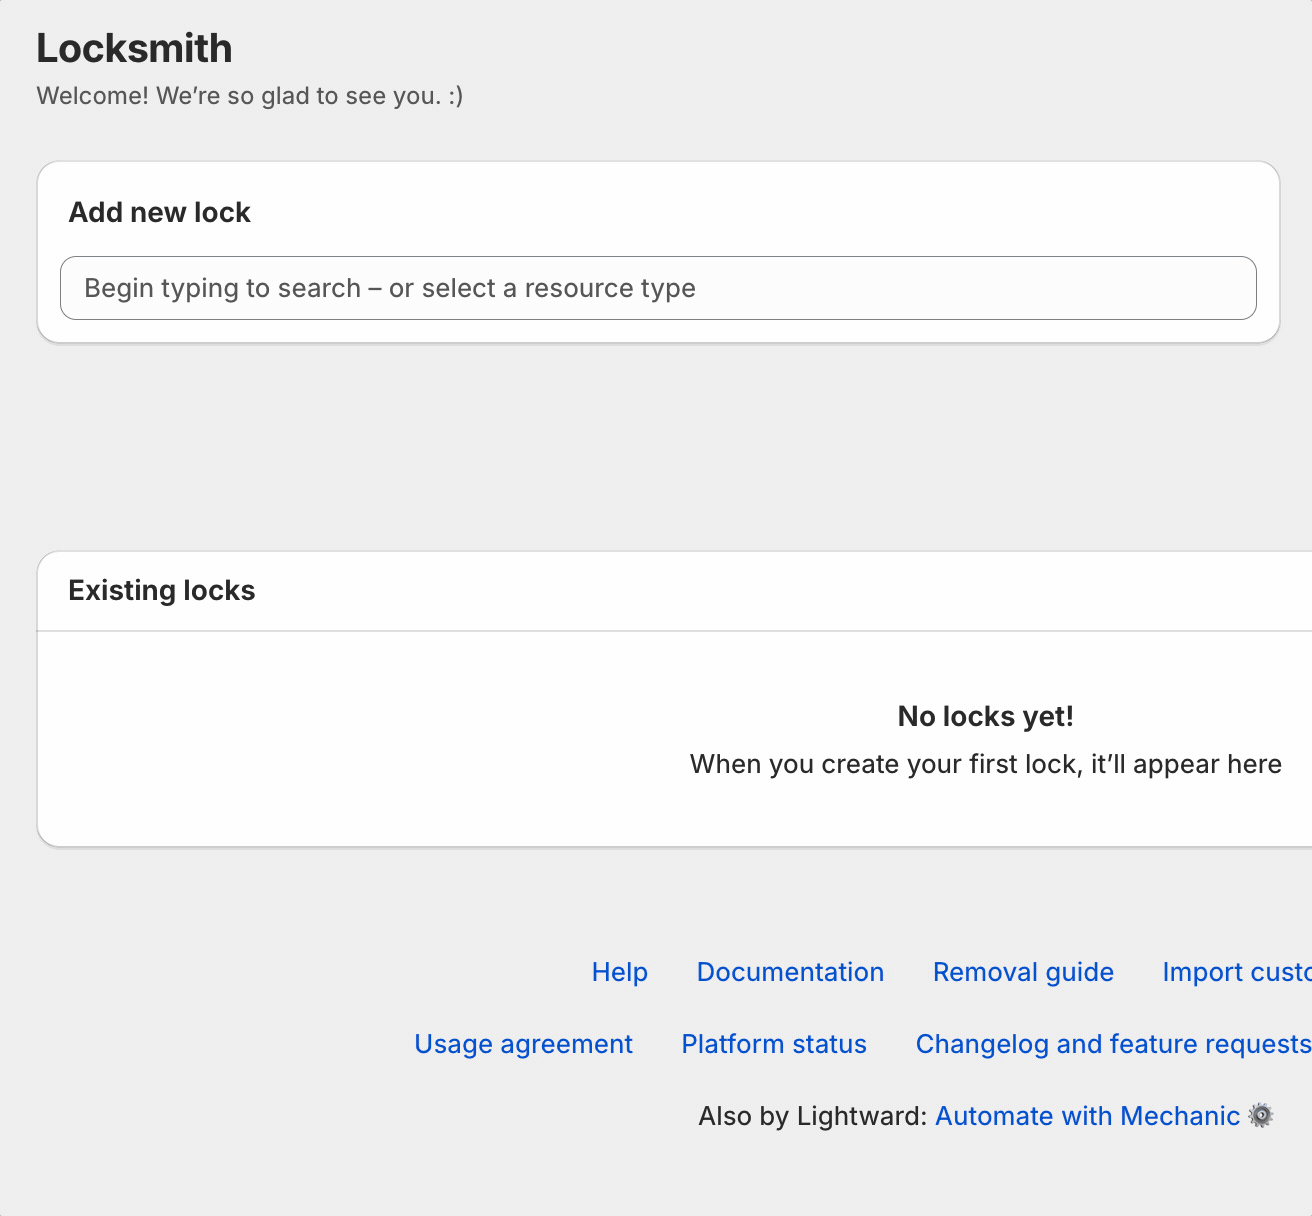 Locksmith
Welcome! We’re so glad to see you. :)
Add new lock
Begin typing to search – or select a resource type
Existing locks
No locks yet!
When you create your first lock, it’ll appear here
Help Documentation Removal guide Import custo
Usage agreement Platform status Changelog and feature requests
Also by Lightward: Automate with Mechanic